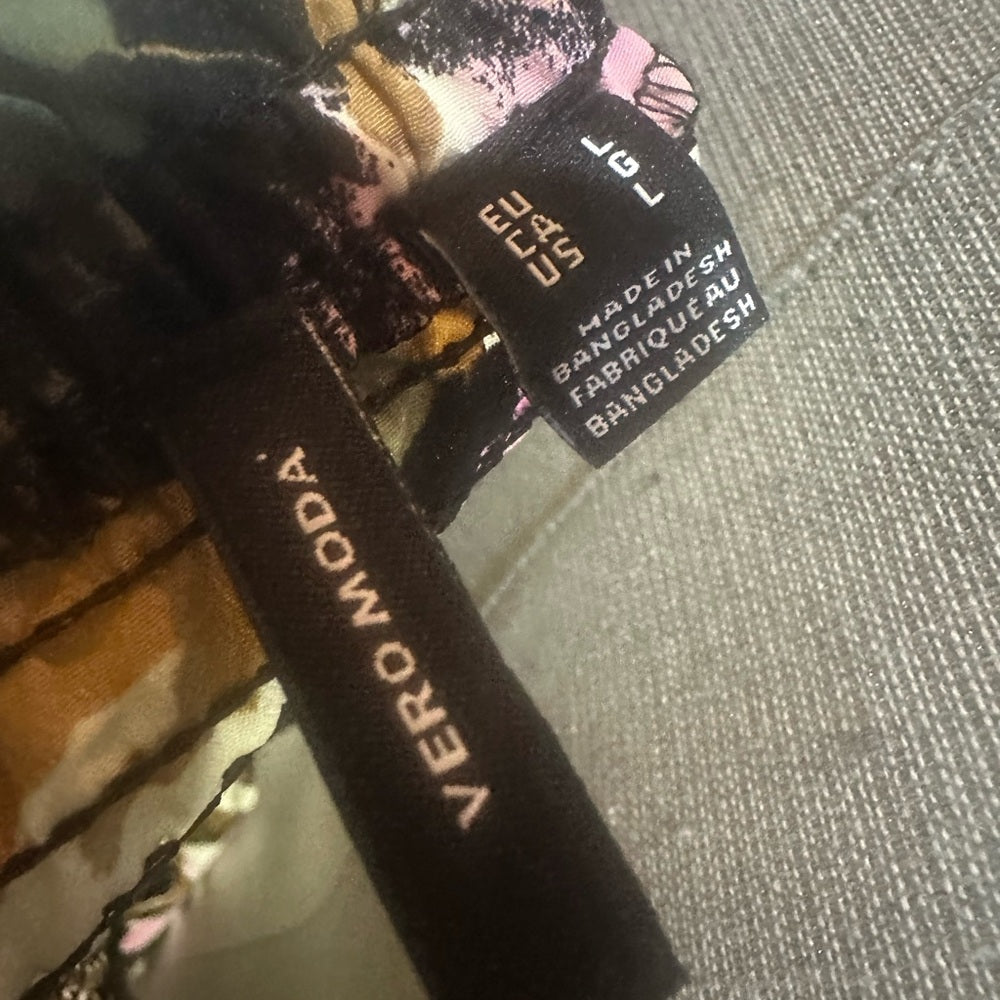 EU L
CA G
US L
MADE IN
BANGLADESH
FABRIQUÉ AU
BANGLADESH
VERO MODA